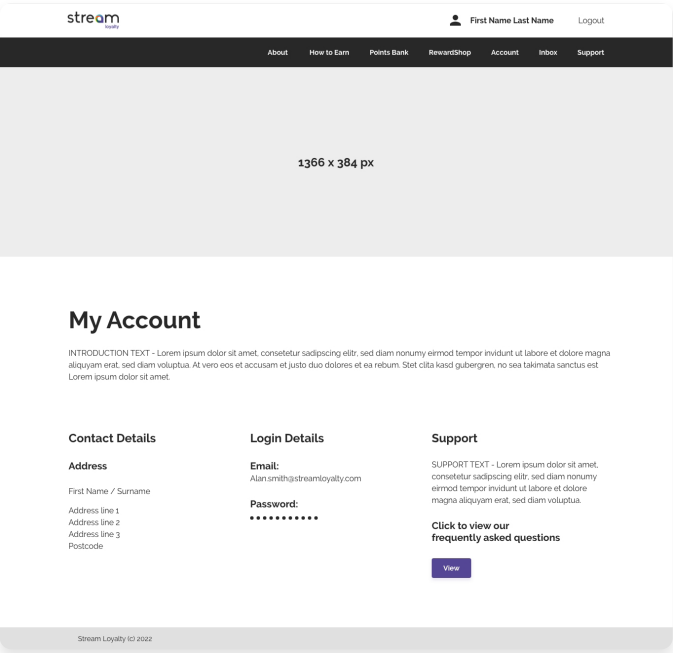 stream
loyalty
First Name Last Name
Logout
About
How to Earn
Points Bank
RewardShop
Account
Inbox
Support
1366 x 384 px
My Account
INTRODUCTION TEXT - Lorem ipsum dolor sit amet, consetetur sadipscing elitr, sed diam nonumy eirmod tempor invidunt ut labore et dolore magna
aliquyam erat, sed diam voluptua. At vero eos et accusam et justo duo dolores et ea rebum. Stet clita kasd gubergren, no sea takimata sanctus est
Lorem ipsum dolor sit amet.
Contact Details
Address
First Name / Surname
Address line 1
Address line 2
Address line 3
Postcode
Login Details
Email:
Alan.smith@streamloyalty.com
Password:
Support
SUPPORT TEXT - Lorem ipsum dolor sit amet,
consetetur sadipscing elitr, sed diam nonumy
eirmod tempor invidunt ut labore et dolore
magna aliquyam erat, sed diam voluptua.
Click to view our
frequently asked questions
View
Stream Loyalty (c) 2022